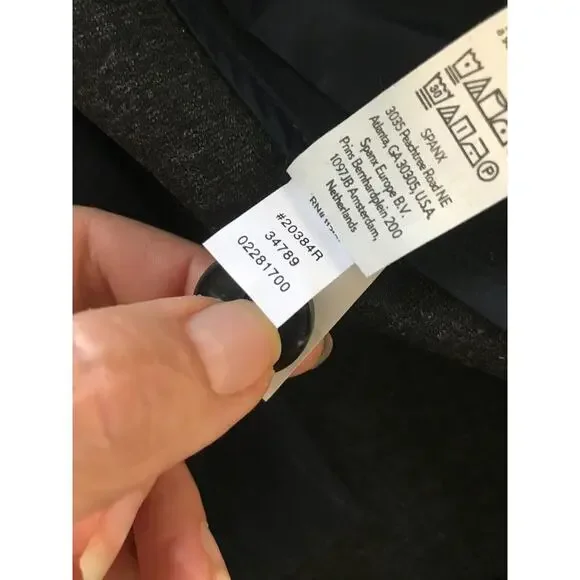 30
P
SPANX
3035 Peachtree Road NE
Atlanta, GA 30305, U.S.A.
Spanx Europe B.V.
Prins Bernhardplein 200
1097JB Amsterdam,
Netherlands
#20384R
34789
02281700